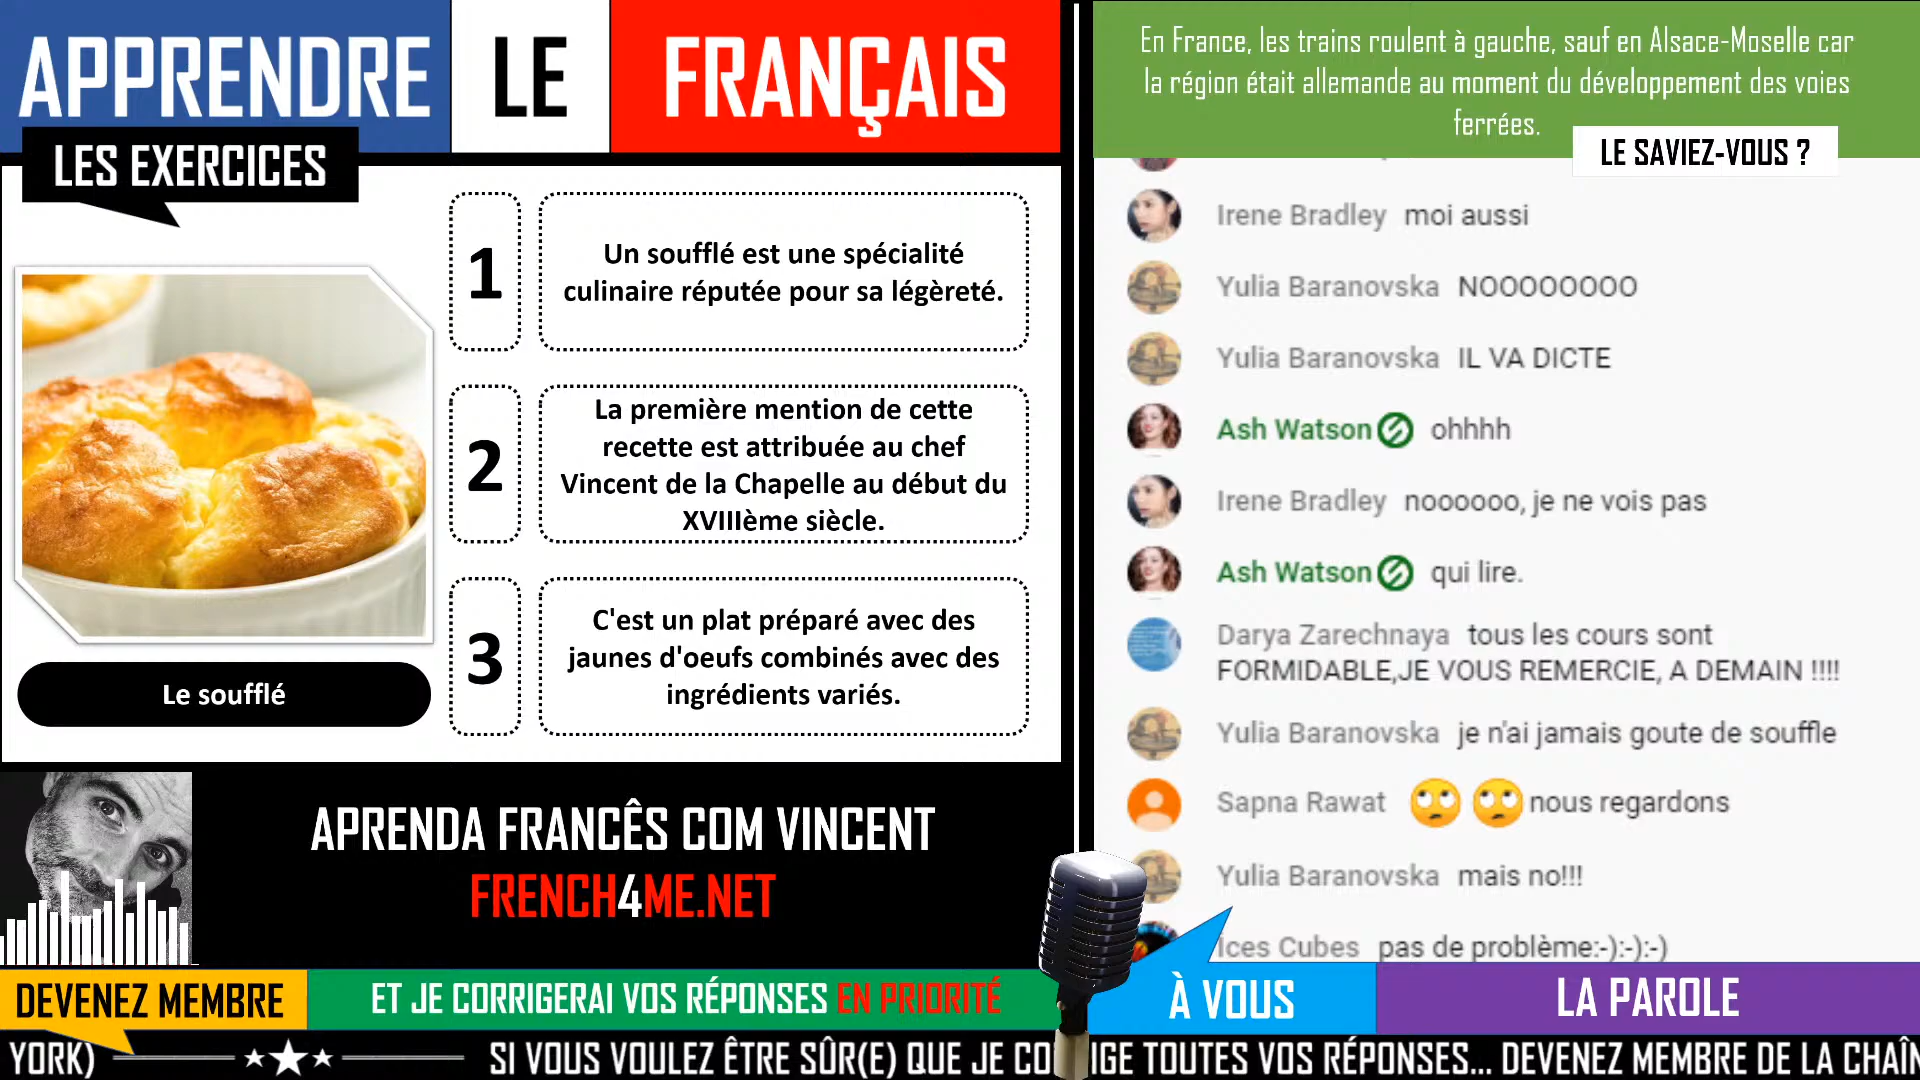 APPRENDRE LE FRANÇAIS
LES EXERCICES
1
Un soufflé est une spécialité
culinaire réputée pour sa légèreté.
2
La première mention de cette
recette est attribuée au chef
Vincent de la Chapelle au début du
XVIIIème siècle.
3
C'est un plat préparé avec des
jaunes d'oeufs combinés avec des
ingrédients variés.
Le soufflé
APRENDA FRANCÊS COM VINCENT
FRENCH4ME.NET
DEVENEZ MEMBRE
ET JE CORRIGERAI VOS RÉPONSES EN PRIORITÉ
En France, les trains roulent à gauche, sauf en Alsace-Moselle car
la région était allemande au moment du développement des voies
ferrées.
LE SAVIEZ-VOUS ?
Irene Bradley moi aussi
Yulia Baranovska NOOOOOOOO
Yulia Baranovska IL VA DICTE
Ash Watson ohhhh
Irene Bradley noooooo, je ne vois pas
Ash Watson qui lire.
Darya Zarechnaya tous les cours sont
FORMIDABLE,JE VOUS REMERCIE, A DEMAIN !!!!
Yulia Baranovska je n'ai jamais goute de souffle
Sapna Rawat 🙄 🙄 nous regardons
Yulia Baranovska mais no!!!
Ices Cubes pas de problème:-):-):-)
À VOUS
LA PAROLE
YORK) SI VOUS VOULEZ ÊTRE SÛR(E) QUE JE CO IGE TOUTES VOS RÉPONSES... DEVENEZ MEMBRE DE LA CHAÎN